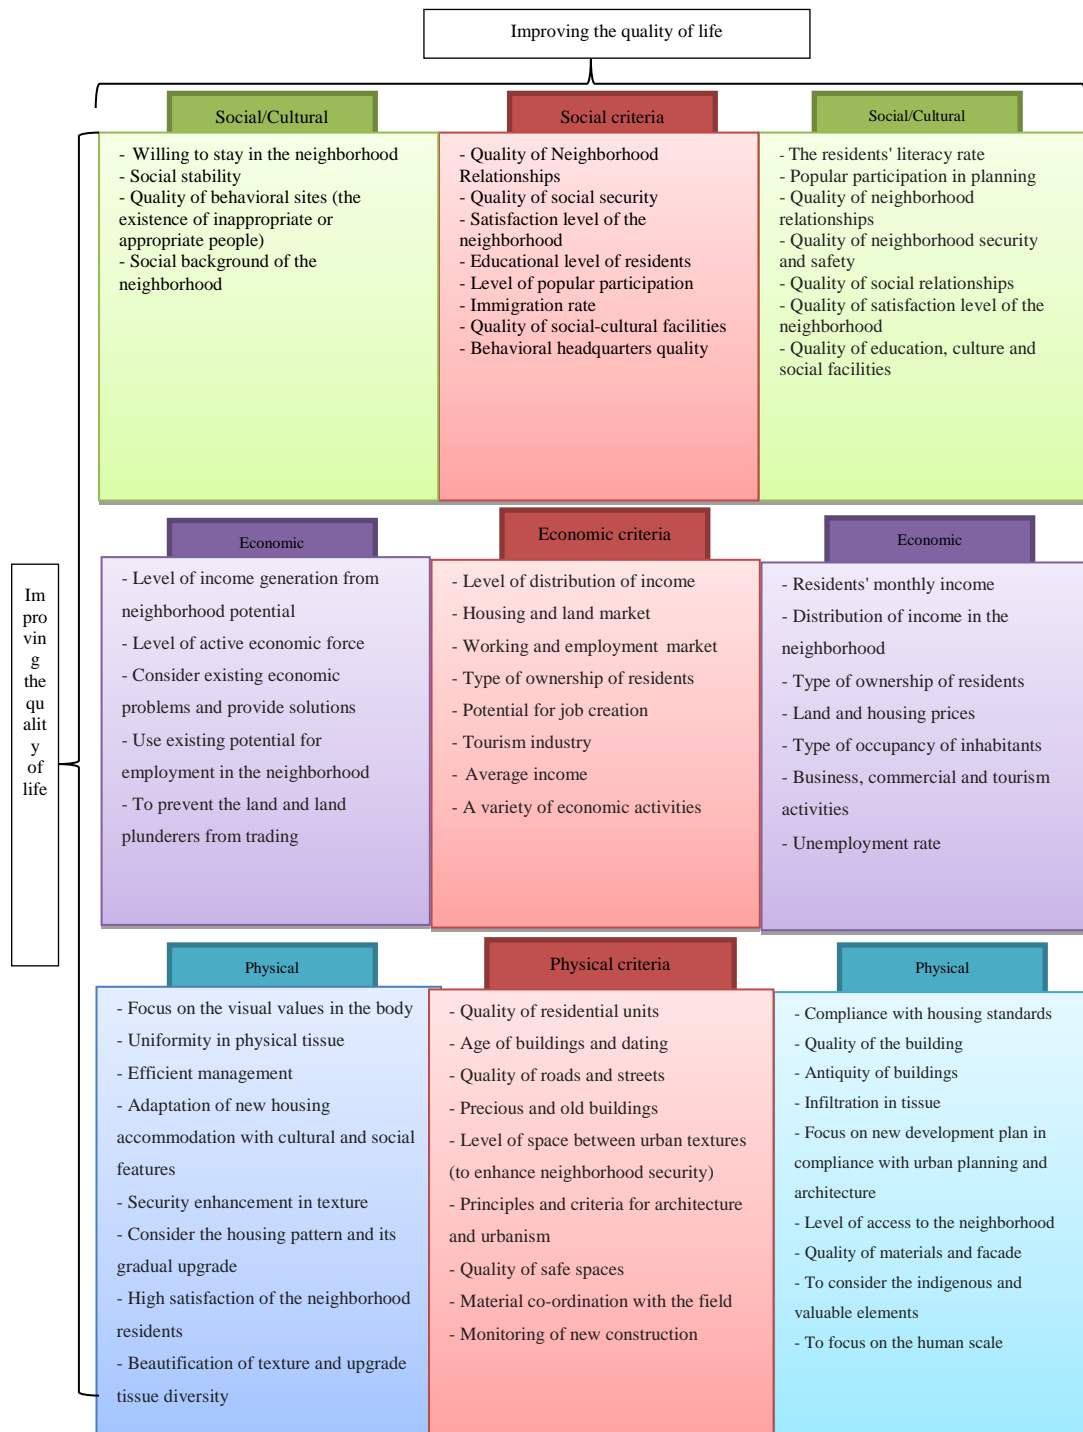 Improving the quality of life
Social/Cultural
- Willing to stay in the neighborhood
- Social stability
- Quality of behavioral sites (the
existence of inappropriate or
appropriate people)
- Social background of the
neighborhood
Social criteria
- Quality of Neighborhood
Relationships
- Quality of social security
- Satisfaction level of the
neighborhood
- Educational level of residents
- Level of popular participation
- Immigration rate
- Quality of social-cultural facilities
- Behavioral headquarters quality
Social/Cultural
- The residents' literacy rate
- Popular participation in planning
- Quality of neighborhood
relationships
- Quality of neighborhood security
and safety
- Quality of social relationships
- Quality of satisfaction level of the
neighborhood
- Quality of education, culture and
social facilities
Im
pro
vin
g
the
qu
alit
y
of
life
Economic
- Level of income generation from
neighborhood potential
- Level of active economic force
- Consider existing economic
problems and provide solutions
- Use existing potential for
employment in the neighborhood
- To prevent the land and land
plunderers from trading
Economic criteria
- Level of distribution of income
- Housing and land market
- Working and employment market
- Type of ownership of residents
- Potential for job creation
- Tourism industry
- Average income
- A variety of economic activities
Economic
- Residents' monthly income
- Distribution of income in the
neighborhood
- Type of ownership of residents
- Land and housing prices
- Type of occupancy of inhabitants
- Business, commercial and tourism
activities
- Unemployment rate
Physical
- Focus on the visual values in the body
- Uniformity in physical tissue
- Efficient management
- Adaptation of new housing
accommodation with cultural and social
features
- Security enhancement in texture
- Consider the housing pattern and its
gradual upgrade
- High satisfaction of the neighborhood
residents
- Beautification of texture and upgrade
tissue diversity
Physical criteria
- Quality of residential units
- Age of buildings and dating
- Quality of roads and streets
- Precious and old buildings
- Level of space between urban textures
(to enhance neighborhood security)
- Principles and criteria for architecture
and urbanism
- Quality of safe spaces
- Material co-ordination with the field
- Monitoring of new construction
Physical
- Compliance with housing standards
- Quality of the building
- Antiquity of buildings
- Infiltration in tissue
- Focus on new development plan in
compliance with urban planning and
architecture
- Level of access to the neighborhood
- Quality of materials and facade
- To consider the indigenous and
valuable elements
- To focus on the human scale